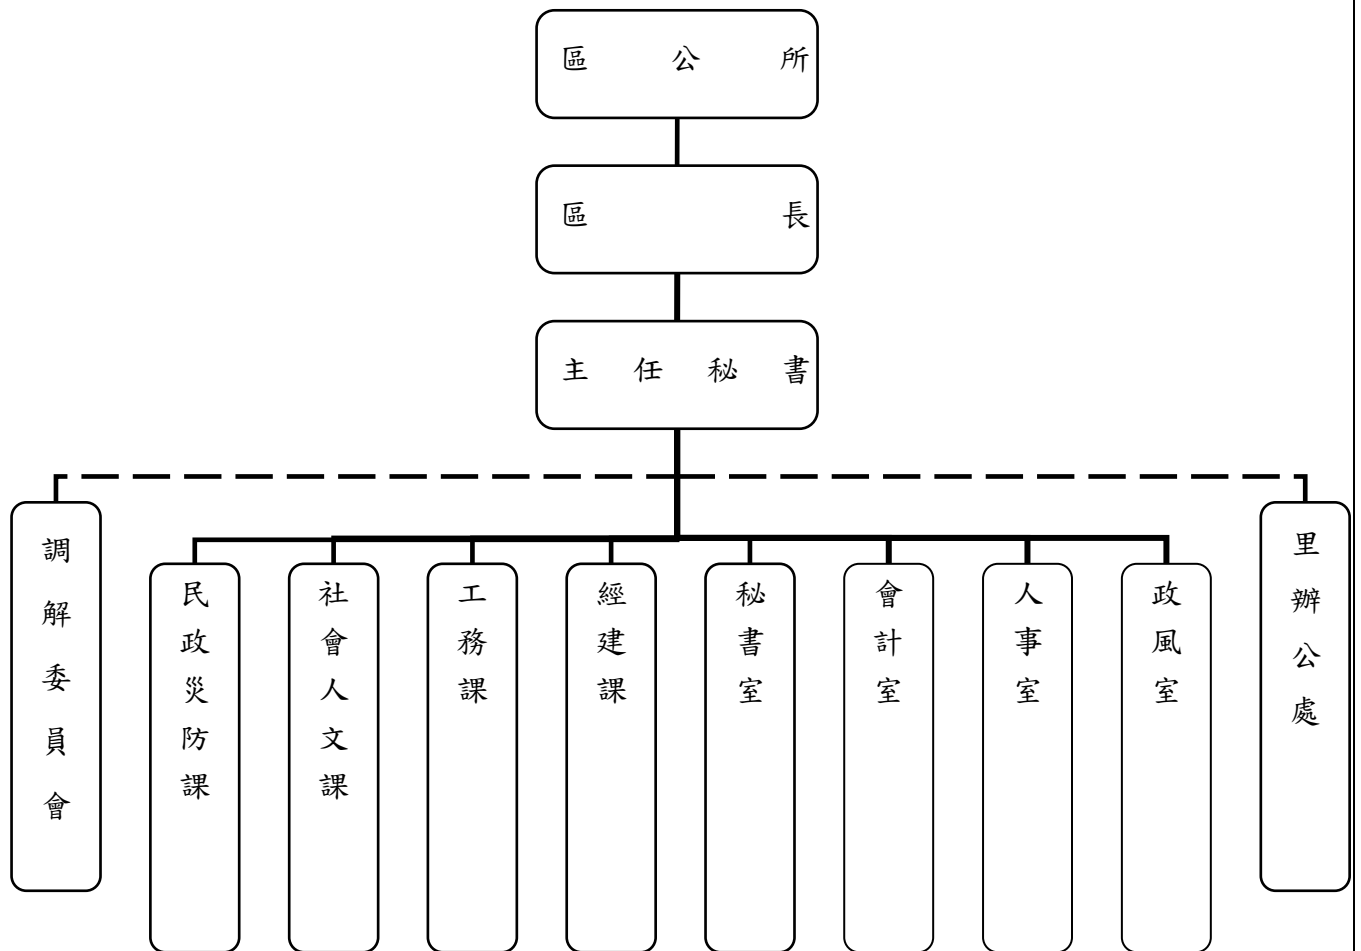 區公所
區長
主任秘書
調解委員會
民政災防課
社會人文課
工務課
經建課
秘書室
會計室
人事室
政風室
里辦公處